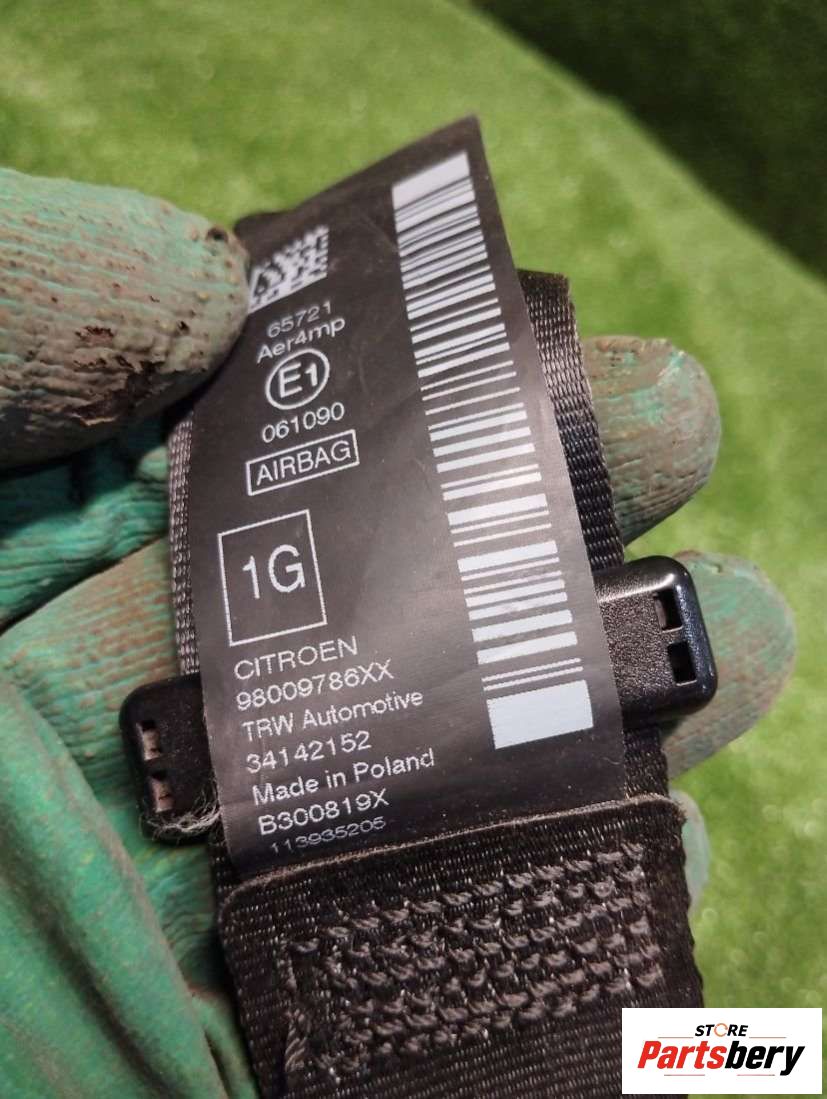 65721
Aer4mp
E1
061090
AIRBAG
1G
CITROEN
98009786XX
TRW Automotive
34142152
Made in Poland
B300819X
113935205
STORE
Partsbery